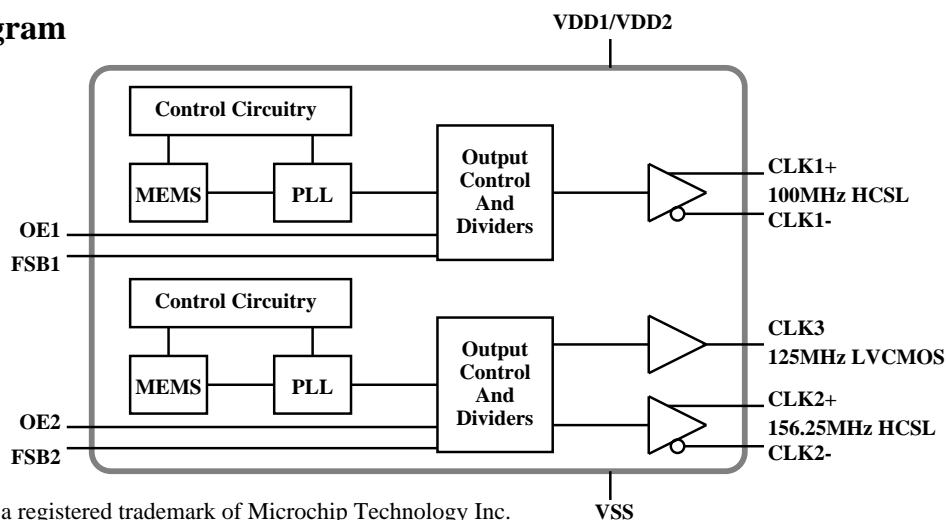 gram
VDD1/VDD2
Control Circuitry
MEMS
PLL
Output
Control
And
Dividers
CLK1+
100MHz HCSL
CLK1-
OE1
FSB1
Control Circuitry
MEMS
PLL
Output
Control
And
Dividers
CLK3
125MHz LVCMOS
CLK2+
156.25MHz HCSL
CLK2-
OE2
FSB2
a registered trademark of Microchip Technology Inc.
VSS